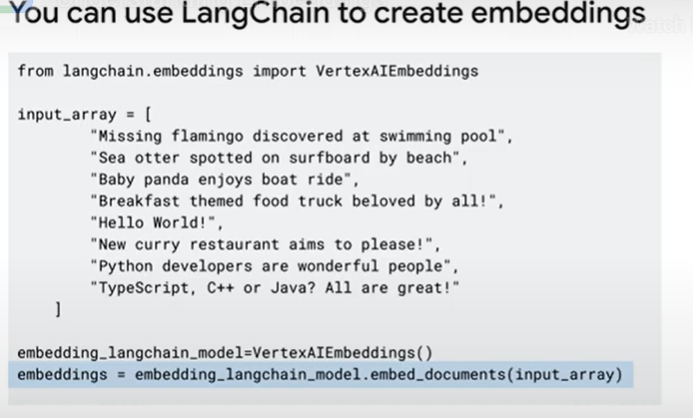 You can use LangChain to create embeddings
from langchain.embeddings import VertexAIEmbeddings
input_array = [
"Missing flamingo discovered at swimming pool",
"Sea otter spotted on surfboard by beach",
"Baby panda enjoys boat ride",
"Breakfast themed food truck beloved by all!",
"Hello World!",
"New curry restaurant aims to please!",
"Python developers are wonderful people",
"TypeScript, C++ or Java? All are great!"
]
embedding_langchain_model=VertexAIEmbeddings()
embeddings = embedding_langchain_model.embed_documents(input_array)